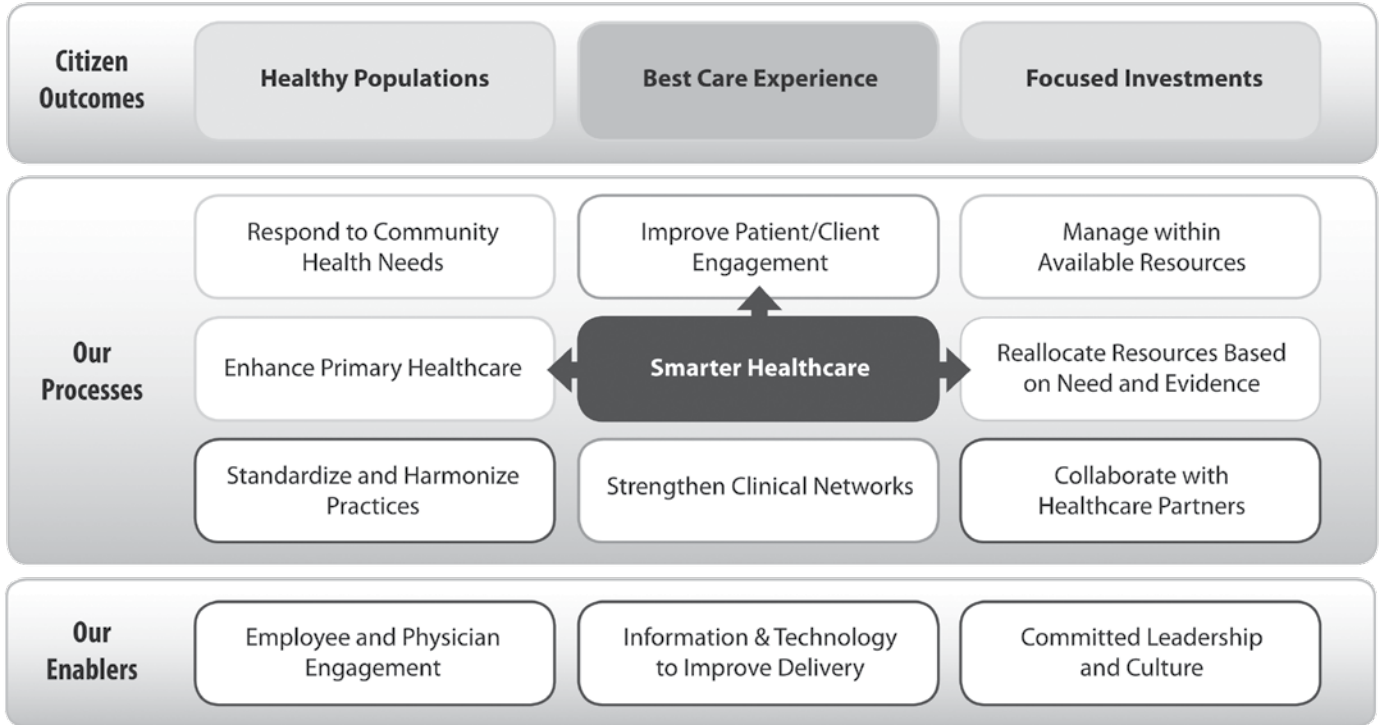 Citizen
Outcomes
Healthy Populations
Best Care Experience
Focused Investments
Our
Processes
Respond to Community
Health Needs
Improve Patient/Client
Engagement
Manage within
Available Resources
Enhance Primary Healthcare
Smarter Healthcare
Reallocate Resources Based
on Need and Evidence
Standardize and Harmonize
Practices
Strengthen Clinical Networks
Collaborate with
Healthcare Partners
Our
Enablers
Employee and Physician
Engagement
Information & Technology
to Improve Delivery
Committed Leadership
and Culture